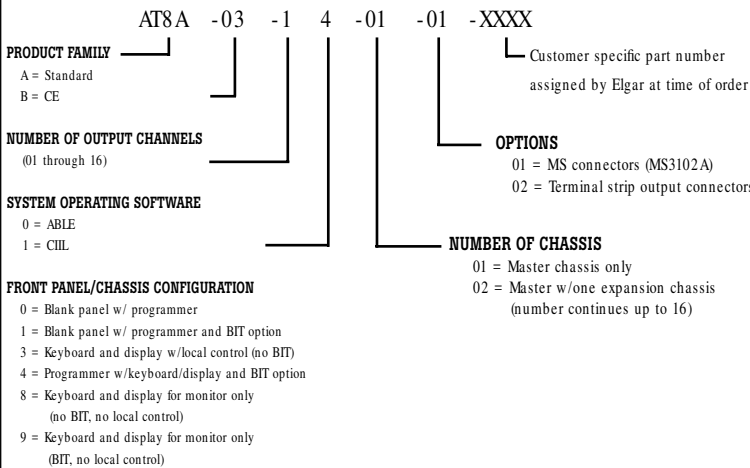 AT8A -03 -1 4 -01 -01 -XXXX
PRODUCT FAMILY
A = Standard
B = CE
NUMBER OF OUTPUT CHANNELS
(01 through 16)
SYSTEM OPERATING SOFTWARE
0 = ABLE
1 = CIIL
FRONT PANEL/CHASSIS CONFIGURATION
0 = Blank panel w/ programmer
1 = Blank panel w/ programmer and BIT option
3 = Keyboard and display w/local control (no BIT)
4 = Programmer w/keyboard/display and BIT option
8 = Keyboard and display for monitor only
(no BIT, no local control)
9 = Keyboard and display for monitor only
(BIT, no local control)
Customer specific part number
assigned by Elgar at time of order
OPTIONS
01 = MS connectors (MS3102A)
02 = Terminal strip output connectors
NUMBER OF CHASSIS
01 = Master chassis only
02 = Master w/one expansion chassis
(number continues up to 16)